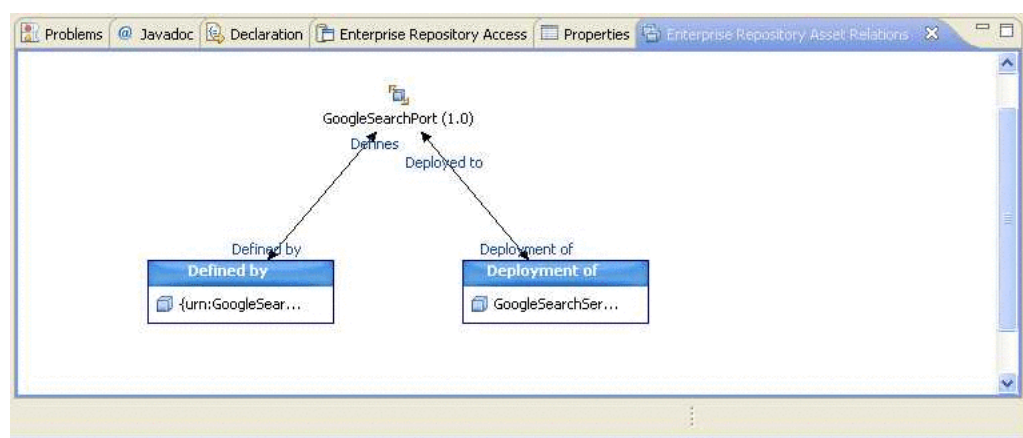 Problems @ Javadoc Declaration Enterprise Repository Access Properties Enterprise Repository Asset Relations
GoogleSearchPort (1.0)
Defines
Deployed to
Defined by
Deployment of
Defined by
Deployment of
{urn:GoogleSear...
GoogleSearchSer...